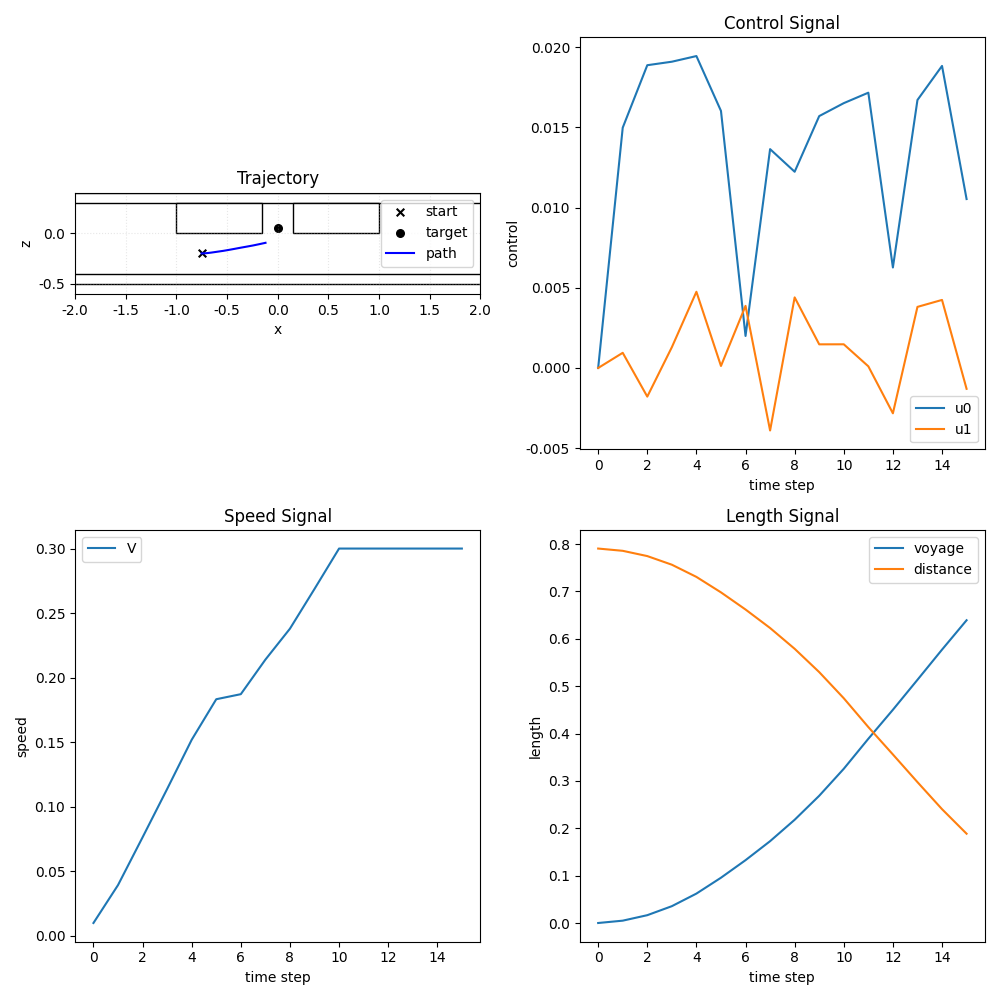 Trajectory
0.0
-0.5
z
-2.0 -1.5 -1.0 -0.5 0.0 0.5 1.0 1.5 2.0
x
start
target
path
Control Signal
0.020
0.015
0.010
0.005
0.000
-0.005
control
0 2 4 6 8 10 12 14
time step
u0
u1
Speed Signal
V
0.30
0.25
0.20
0.15
0.10
0.05
0.00
speed
0 2 4 6 8 10 12 14
time step
Length Signal
voyage
distance
0.8
0.7
0.6
0.5
0.4
0.3
0.2
0.1
0.0
length
0 2 4 6 8 10 12 14
time step